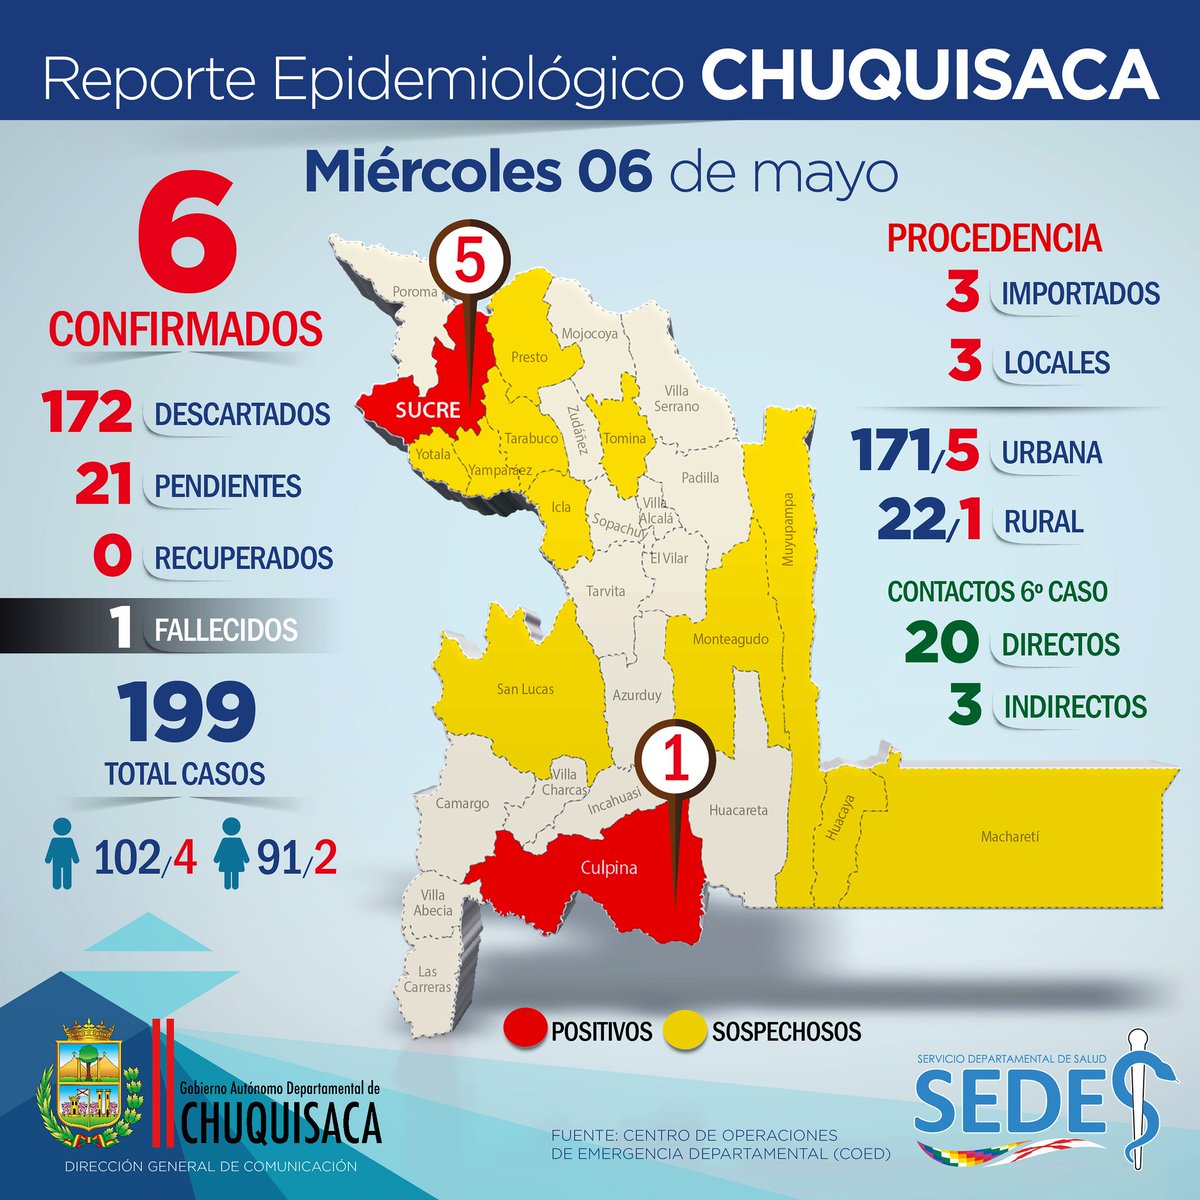 Reporte Epidemiológico CHUQUISACA
Miércoles 06 de mayo
6
CONFIRMADOS
172 DESCARTADOS
21 PENDIENTES
0 RECUPERADOS
1 FALLECIDOS
199
TOTAL CASOS
102/4 91/2
PROCEDENCIA
3 IMPORTADOS
3 LOCALES
171/5 URBANA
22/1 RURAL
CONTACTOS 6º CASO
20 DIRECTOS
3 INDIRECTOS
5
Poroma
Mojocoya
Presto
Villa
Serrano
SUCRE
Zudáñez
Tarabuco
Tomina
Yotala
Yamparáez
Padilla
Icla
Villa
Alcalá
Sopachuy
Muyupampa
El Vilar
Tarvita
Monteagudo
San Lucas
Azurduy
1
Villa
Charcas
Incahuasi
Camargo
Huacareta
Huacaya
Macharetí
Culpina
Villa
Abecia
Las
Carreras
POSITIVOS SOSPECHOSOS
Gobierno Autónomo Departamental de
CHUQUISACA
DIRECCIÓN GENERAL DE COMUNICACIÓN
FUENTE: CENTRO DE OPERACIONES
DE EMERGENCIA DEPARTAMENTAL (COED)
SERVICIO DEPARTAMENTAL DE SALUD
SEDES